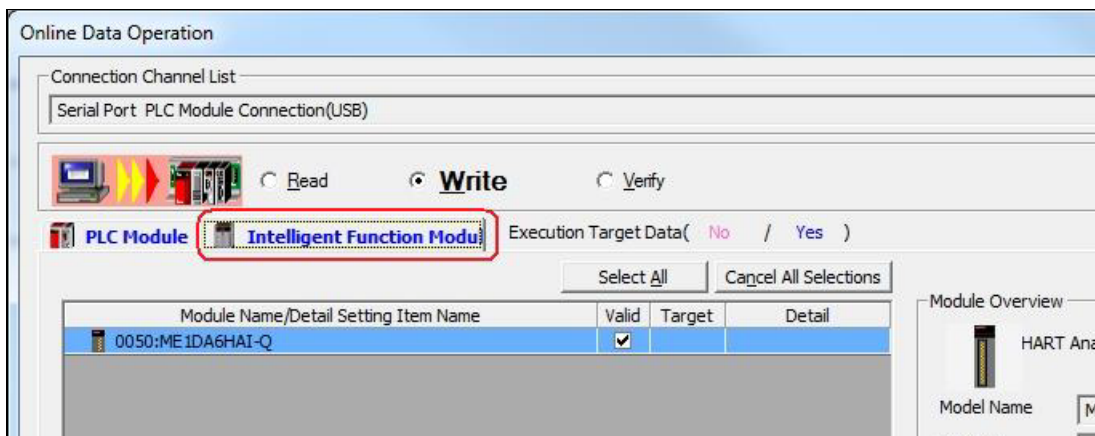 Online Data Operation
Connection Channel List
Serial Port PLC Module Connection(USB)
Read Write Verify
PLC Module Intelligent Function Modu Execution Target Data( No / Yes )
Select All Cancel All Selections
Module Name/Detail Setting Item Name Valid Target Detail
Module Overview
0050:ME1DA6HAI-Q
HART Ana
Model Name M